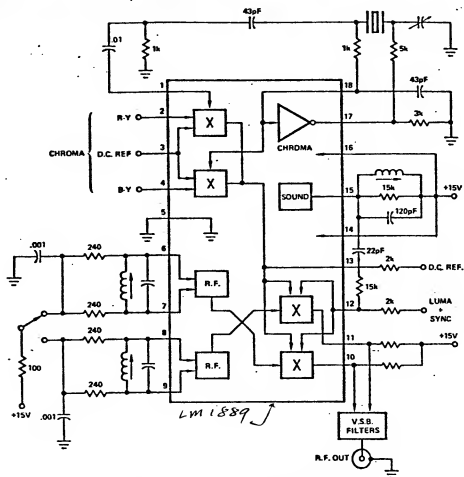 43pF
.01
1k
1k
5k
43pF
18
1
2
R-Y
X
CHROMA
17
3k
CHROMA
3
D.C. REF
16
4
B-Y
X
SOUND
15
15k
+15V
120pF
5
14
22pF
.001
240
6
13
2k
D.C. REF.
R.F.
15k
240
7
12
2k
LUMA + SYNC
X
240
8
11
R.F.
X
10
+15V
100
240
9
+15V
.001
LM1889
V.S.B. FILTERS
R.F. OUT